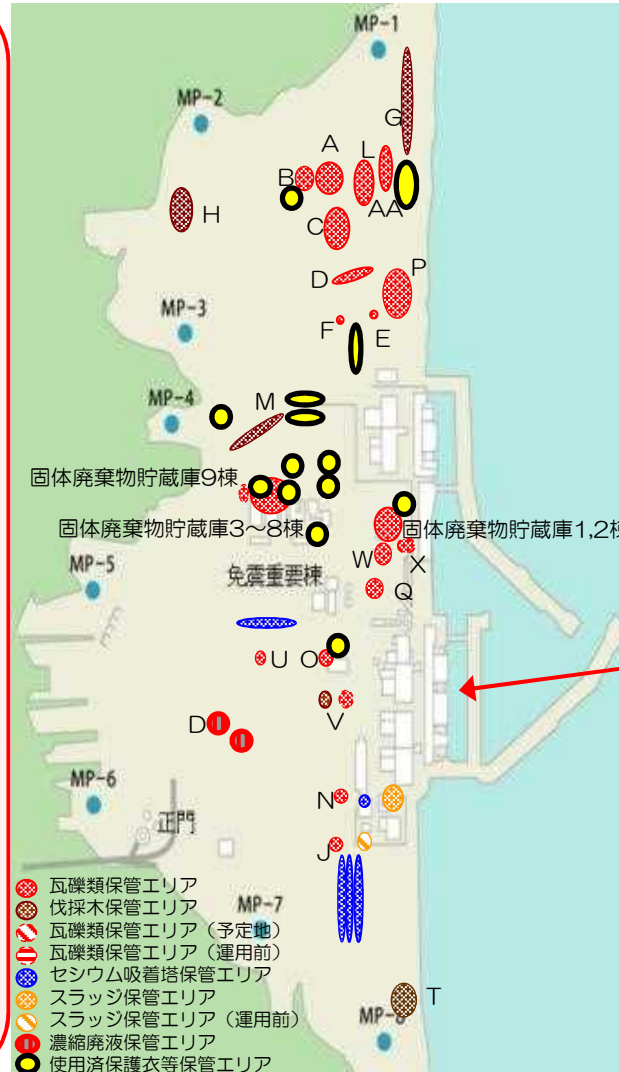 MP-1
MP-2
G
A
L
B
AA
H
C
D
P
MP-3
F
E
MP-4
M
固体廃棄物貯蔵庫9棟
固体廃棄物貯蔵庫3～8棟
固体廃棄物貯蔵庫1,2棟
W
X
MP-5
免震重要棟
Q
U
O
V
D
MP-6
N
正門
J
瓦礫類保管エリア
伐採木保管エリア
MP-7
瓦礫類保管エリア（予定地）
瓦礫類保管エリア（運用前）
セシウム吸着塔保管エリア
スラッジ保管エリア
T
スラッジ保管エリア（運用前）
濃縮廃液保管エリア
使用済保護衣等保管エリア